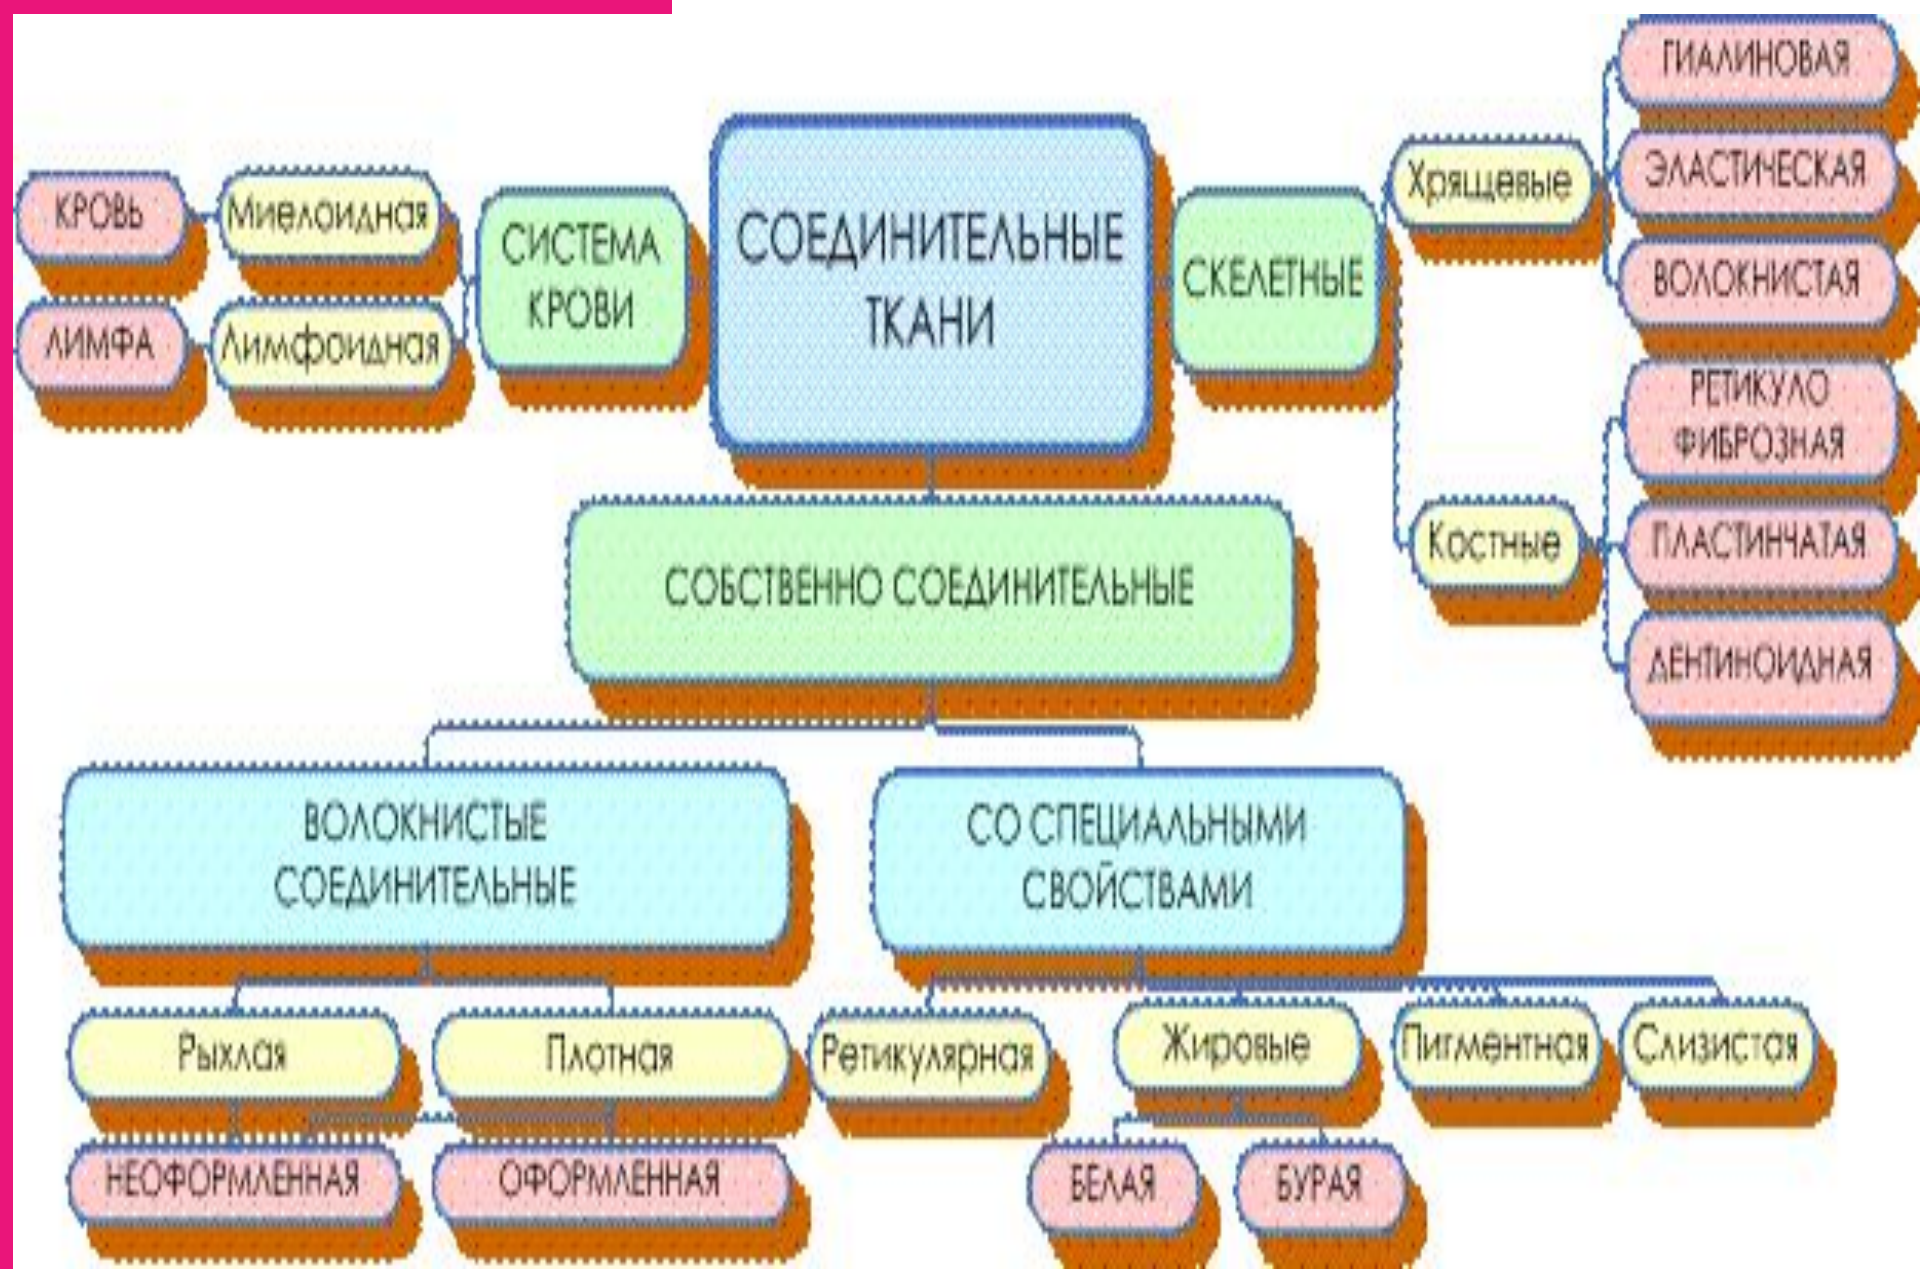 СОЕДИНИТЕЛЬНЫЕ
ТКАНИ
СИСТЕМА
КРОВИ
Миелоидная
КРОВЬ
Лимфоидная
ЛИМФА
СКЕЛЕТНЫЕ
Хрящевые
ГИАЛИНОВАЯ
ЭЛАСТИЧЕСКАЯ
ВОЛОКНИСТАЯ
Костные
РЕТИКУЛО
ФИБРОЗНАЯ
ПЛАСТИНЧАТАЯ
ДЕНТИНОИДНАЯ
СОБСТВЕННО СОЕДИНИТЕЛЬНЫЕ
ВОЛОКНИСТЫЕ
СОЕДИНИТЕЛЬНЫЕ
СО СПЕЦИАЛЬНЫМИ
СВОЙСТВАМИ
Рыхлая
Плотная
Ретикулярная
Жировые
Пигментная
Слизистая
НЕОФОРМЛЕННАЯ
ОФОРМЛЕННАЯ
БЕЛАЯ
БУРАЯ